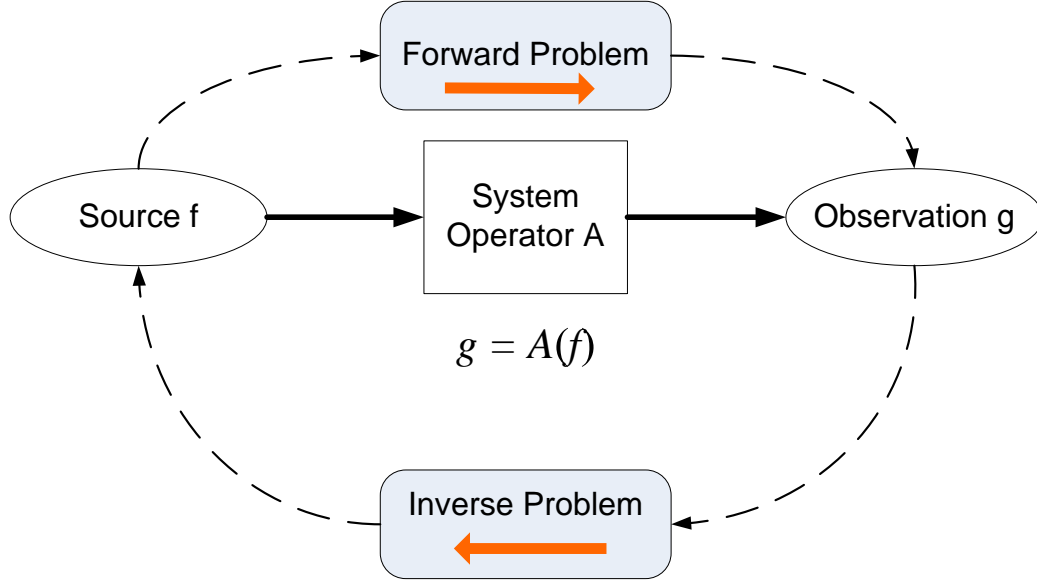 Forward Problem
Source f
System
Operator A
Observation g
g = A(f)
Inverse Problem